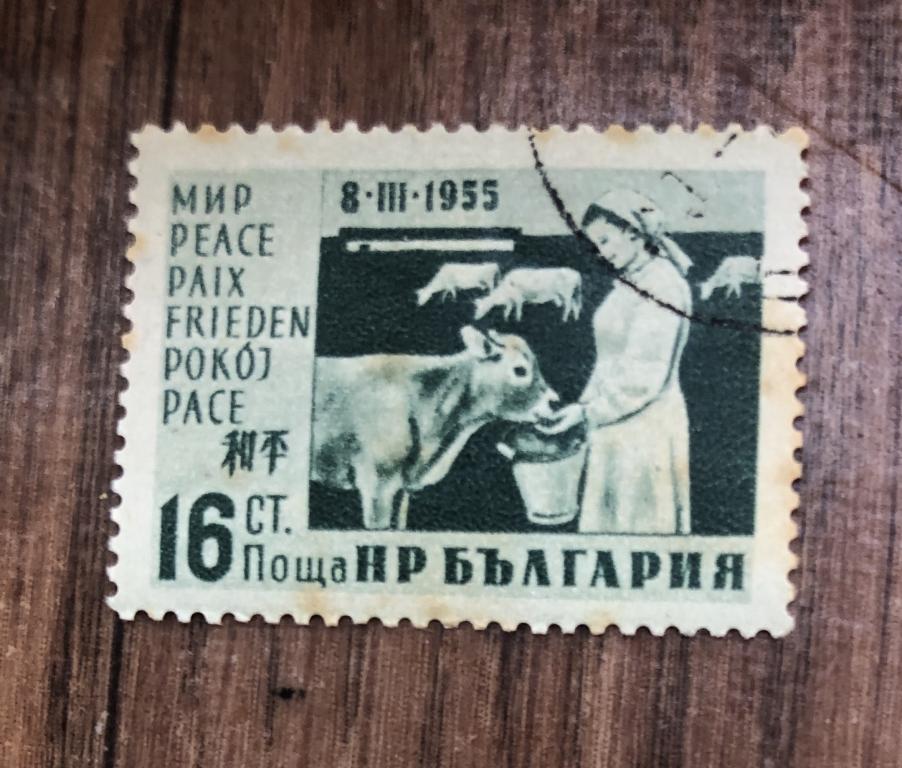 МИР
PEACE
PAIX
FRIEDEN
POKÓJ
PACE
和平
8·III·1955
16 СТ.
Поща НР БЪЛГАРИЯ